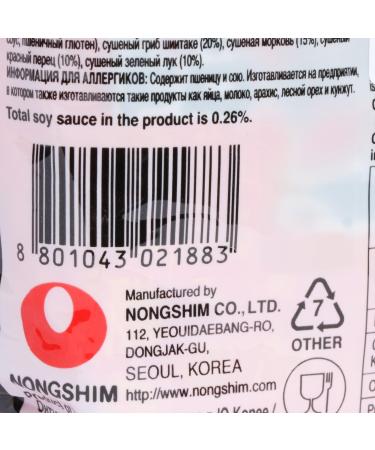 пшеничный глютен), сушеный гриб шиитаке (20%), сушеная морковь (15%),
красный перец (10%), сушеный зеленый лук (10%).
ИНФОРМАЦИЯ ДЛЯ АЛЛЕРГИКОВ: Содержит пшеницу и сою. Изготавливается на предприятии,
в котором также изготавливаются такие продукты как яйца, молоко, арахис, лесной орех и кунжут.
Total soy sauce in the product is 0.26%.
8 801043 021883
Manufactured by
NONGSHIM CO., LTD.
112, YEOUIDAEBANG-RO,
DONGJAK-GU,
SEOUL, KOREA
http://www.nongshim.com
NONGSHIM
7
OTHER